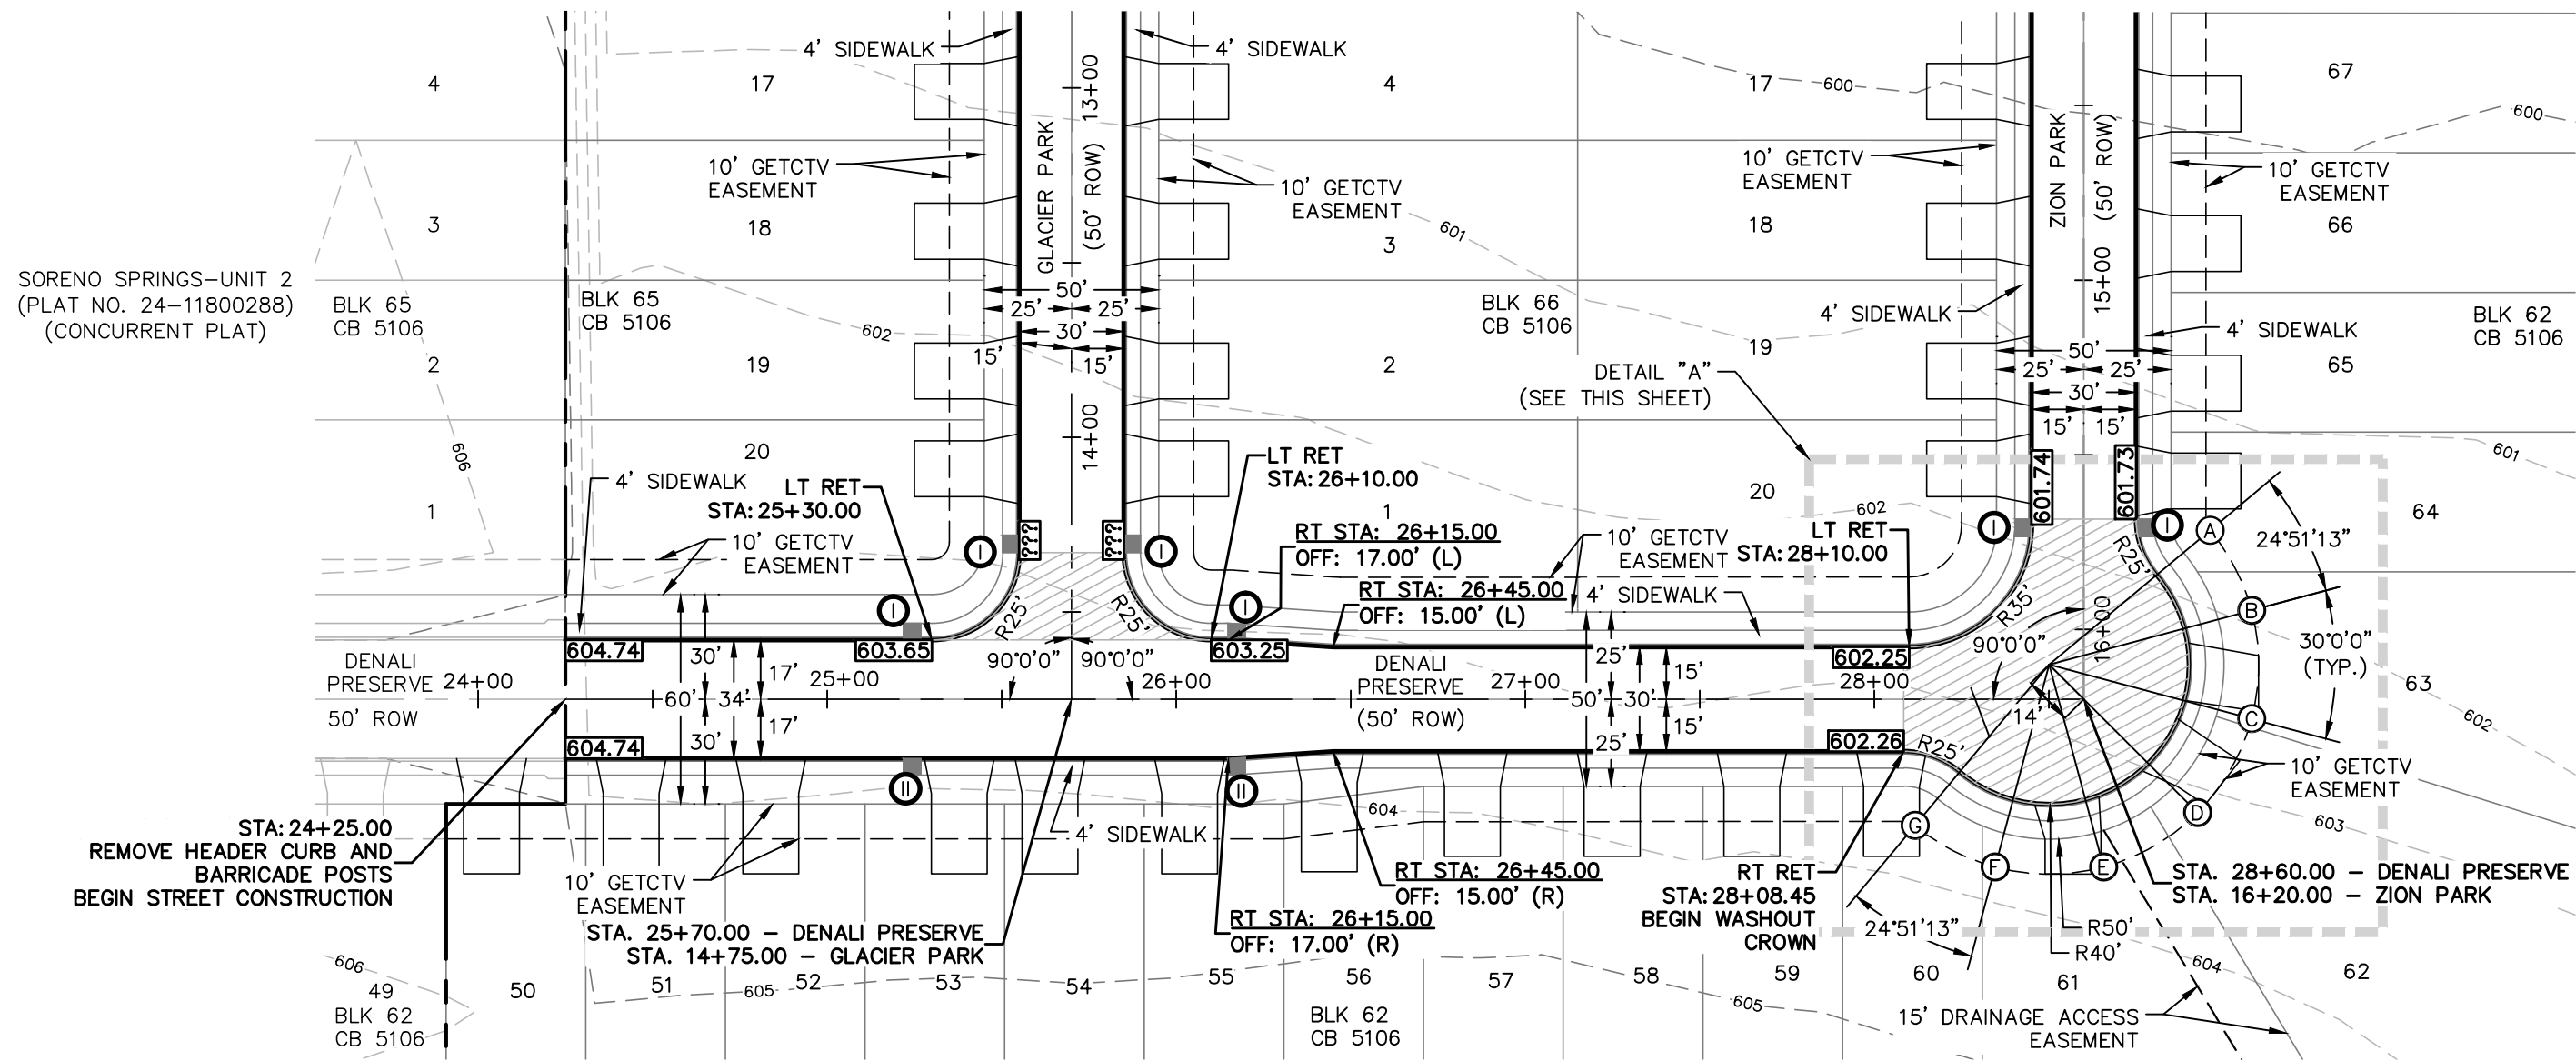 4' SIDEWALK
4' SIDEWALK
4
17
4
17
67
600
600
13+00
GLACIER PARK
(50' ROW)
ZION PARK
(50' ROW)
10' GETCTV
EASEMENT
10' GETCTV
EASEMENT
10' GETCTV
EASEMENT
10' GETCTV
EASEMENT
3
18
3
18
66
601
SORENO SPRINGS-UNIT 2
(PLAT NO. 24-11800288)
(CONCURRENT PLAT)
BLK 65
CB 5106
BLK 65
CB 5106
BLK 66
CB 5106
BLK 62
CB 5106
50'
25'
25'
30'
15'
15'
602
15+00
4' SIDEWALK
4' SIDEWALK
2
19
2
19
65
50'
25'
25'
30'
15'
15'
DETAIL "A"
(SEE THIS SHEET)
14+00
606
20
4' SIDEWALK
LT RET
STA: 25+30.00
LT RET
STA: 26+10.00
1
1
20
64
601
601.74
601.73
602
RT STA: 26+15.00
OFF: 17.00' (L)
RT STA: 26+45.00
OFF: 15.00' (L)
10' GETCTV
EASEMENT
10' GETCTV
EASEMENT
LT RET
STA: 28+10.00
4' SIDEWALK
???
???
I
I
I
I
I
I
A
24°51'13"
B
30°0'0"
(TYP.)
R25'
R25'
R35'
R25'
90°0'0"
90°0'0"
90°0'0"
16+00
604.74
603.65
603.25
602.25
DENALI
PRESERVE
50' ROW
24+00
25+00
26+00
27+00
28+00
30'
60'
30'
17'
34'
17'
DENALI
PRESERVE
(50' ROW)
25'
50'
25'
15'
30'
15'
14'
63
602
C
604.74
602.26
R25'
II
II
10' GETCTV
EASEMENT
D
603
604
G
F
E
4' SIDEWALK
STA: 24+25.00
REMOVE HEADER CURB AND
BARRICADE POSTS
BEGIN STREET CONSTRUCTION
10' GETCTV
EASEMENT
STA. 25+70.00 - DENALI PRESERVE
STA. 14+75.00 - GLACIER PARK
RT STA: 26+15.00
OFF: 17.00' (R)
RT STA: 26+45.00
OFF: 15.00' (R)
RT RET
STA: 28+08.45
BEGIN WASHOUT
CROWN
24°51'13"
R50'
R40'
STA. 28+60.00 - DENALI PRESERVE
STA. 16+20.00 - ZION PARK
606
49
50
51
52
53
54
55
56
57
58
59
60
61
62
605
605
604
BLK 62
CB 5106
BLK 62
CB 5106
15' DRAINAGE ACCESS
EASEMENT